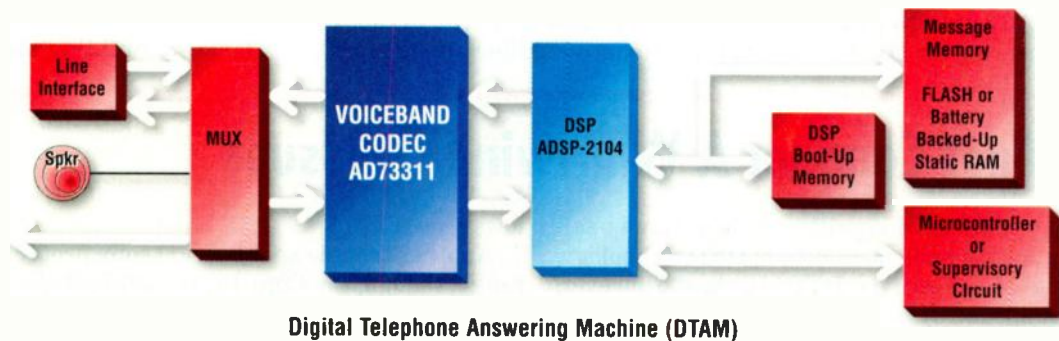 Line
Interface
Spkr
MUX
VOICEBAND
CODEC
AD73311
DSP
ADSP-2104
DSP
Boot-Up
Memory
Message
Memory
FLASH or
Battery
Backed-Up
Static RAM
Microcontroller
or
Supervisory
CIrcuit
Digital Telephone Answering Machine (DTAM)